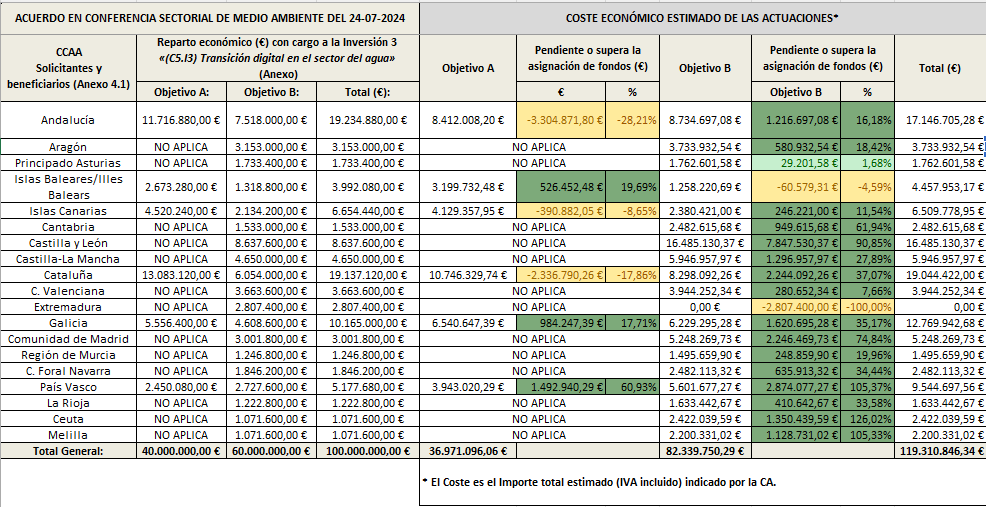 ACUERDO EN CONFERENCIA SECTORIAL DE MEDIO AMBIENTE DEL 24-07-2024 COSTE ECONÓMICO ESTIMADO DE LAS ACTUACIONES*
CCAA
Solicitantes y
beneficiarios (Anexo 4.1)
Reparto económico (€) con cargo a la Inversión 3
«(C5.I3) Transición digital en el sector del agua»
(Anexo)
Objetivo A: Objetivo B: Total (€):
Objetivo A
Pendiente o supera la
asignación de fondos (€)
€ %
Objetivo B
Pendiente o supera la
asignación de fondos (€)
Objetivo B %
Total (€)
Andalucía 11.716.880,00 € 7.518.000,00 € 19.234.880,00 € 8.412.008,20 € -3.304.871,80 € -28,21% 8.734.697,08 € 1.216.697,08 € 16,18% 17.146.705,28 €
Aragón NO APLICA 3.153.000,00 € 3.153.000,00 € NO APLICA 3.733.932,54 € 580.932,54 € 18,42% 3.733.932,54 €
Principado Asturias NO APLICA 1.733.400,00 € 1.733.400,00 € NO APLICA 1.762.601,58 € 29.201,58 € 1,68% 1.762.601,58 €
Islas Baleares/Illes
Balears 2.673.280,00 € 1.318.800,00 € 3.992.080,00 € 3.199.732,48 € 526.452,48 € 19,69% 1.258.220,69 € -60.579,31 € -4,59% 4.457.953,17 €
Islas Canarias 4.520.240,00 € 2.134.200,00 € 6.654.440,00 € 4.129.357,95 € -390.882,05 € -8,65% 2.380.421,00 € 246.221,00 € 11,54% 6.509.778,95 €
Cantabria NO APLICA 1.533.000,00 € 1.533.000,00 € NO APLICA 2.482.615,68 € 949.615,68 € 61,94% 2.482.615,68 €
Castilla y León NO APLICA 8.637.600,00 € 8.637.600,00 € NO APLICA 16.485.130,37 € 7.847.530,37 € 90,85% 16.485.130,37 €
Castilla-La Mancha NO APLICA 4.650.000,00 € 4.650.000,00 € NO APLICA 5.946.957,97 € 1.296.957,97 € 27,89% 5.946.957,97 €
Cataluña 13.083.120,00 € 6.054.000,00 € 19.137.120,00 € 10.746.329,74 € -2.336.790,26 € -17,86% 8.298.092,26 € 2.244.092,26 € 37,07% 19.044.422,00 €
C. Valenciana NO APLICA 3.663.600,00 € 3.663.600,00 € NO APLICA 3.944.252,34 € 280.652,34 € 7,66% 3.944.252,34 €
Extremadura NO APLICA 2.807.400,00 € 2.807.400,00 € NO APLICA 0,00 € -2.807.400,00 € -100,00% 0,00 €
Galicia 5.556.400,00 € 4.608.600,00 € 10.165.000,00 € 6.540.647,39 € 984.247,39 € 17,71% 6.229.295,28 € 1.620.695,28 € 35,17% 12.769.942,68 €
Comunidad de Madrid NO APLICA 3.001.800,00 € 3.001.800,00 € NO APLICA 5.248.269,73 € 2.246.469,73 € 74,84% 5.248.269,73 €
Región de Murcia NO APLICA 1.246.800,00 € 1.246.800,00 € NO APLICA 1.495.659,90 € 248.859,90 € 19,96% 1.495.659,90 €
C. Foral Navarra NO APLICA 1.846.200,00 € 1.846.200,00 € NO APLICA 2.482.113,32 € 635.913,32 € 34,44% 2.482.113,32 €
País Vasco 2.450.080,00 € 2.727.600,00 € 5.177.680,00 € 3.943.020,29 € 1.492.940,29 € 60,93% 5.601.677,27 € 2.874.077,27 € 105,37% 9.544.697,56 €
La Rioja NO APLICA 1.222.800,00 € 1.222.800,00 € NO APLICA 1.633.442,67 € 410.642,67 € 33,58% 1.633.442,67 €
Ceuta NO APLICA 1.071.600,00 € 1.071.600,00 € NO APLICA 2.422.039,59 € 1.350.439,59 € 126,02% 2.422.039,59 €
Melilla NO APLICA 1.071.600,00 € 1.071.600,00 € NO APLICA 2.200.331,02 € 1.128.731,02 € 105,33% 2.200.331,02 €
Total General: 40.000.000,00 € 60.000.000,00 € 100.000.000,00 € 36.971.096,06 € 82.339.750,29 € 119.310.846,34 €
* El Coste es el Importe total estimado (IVA incluido) indicado por la CA.